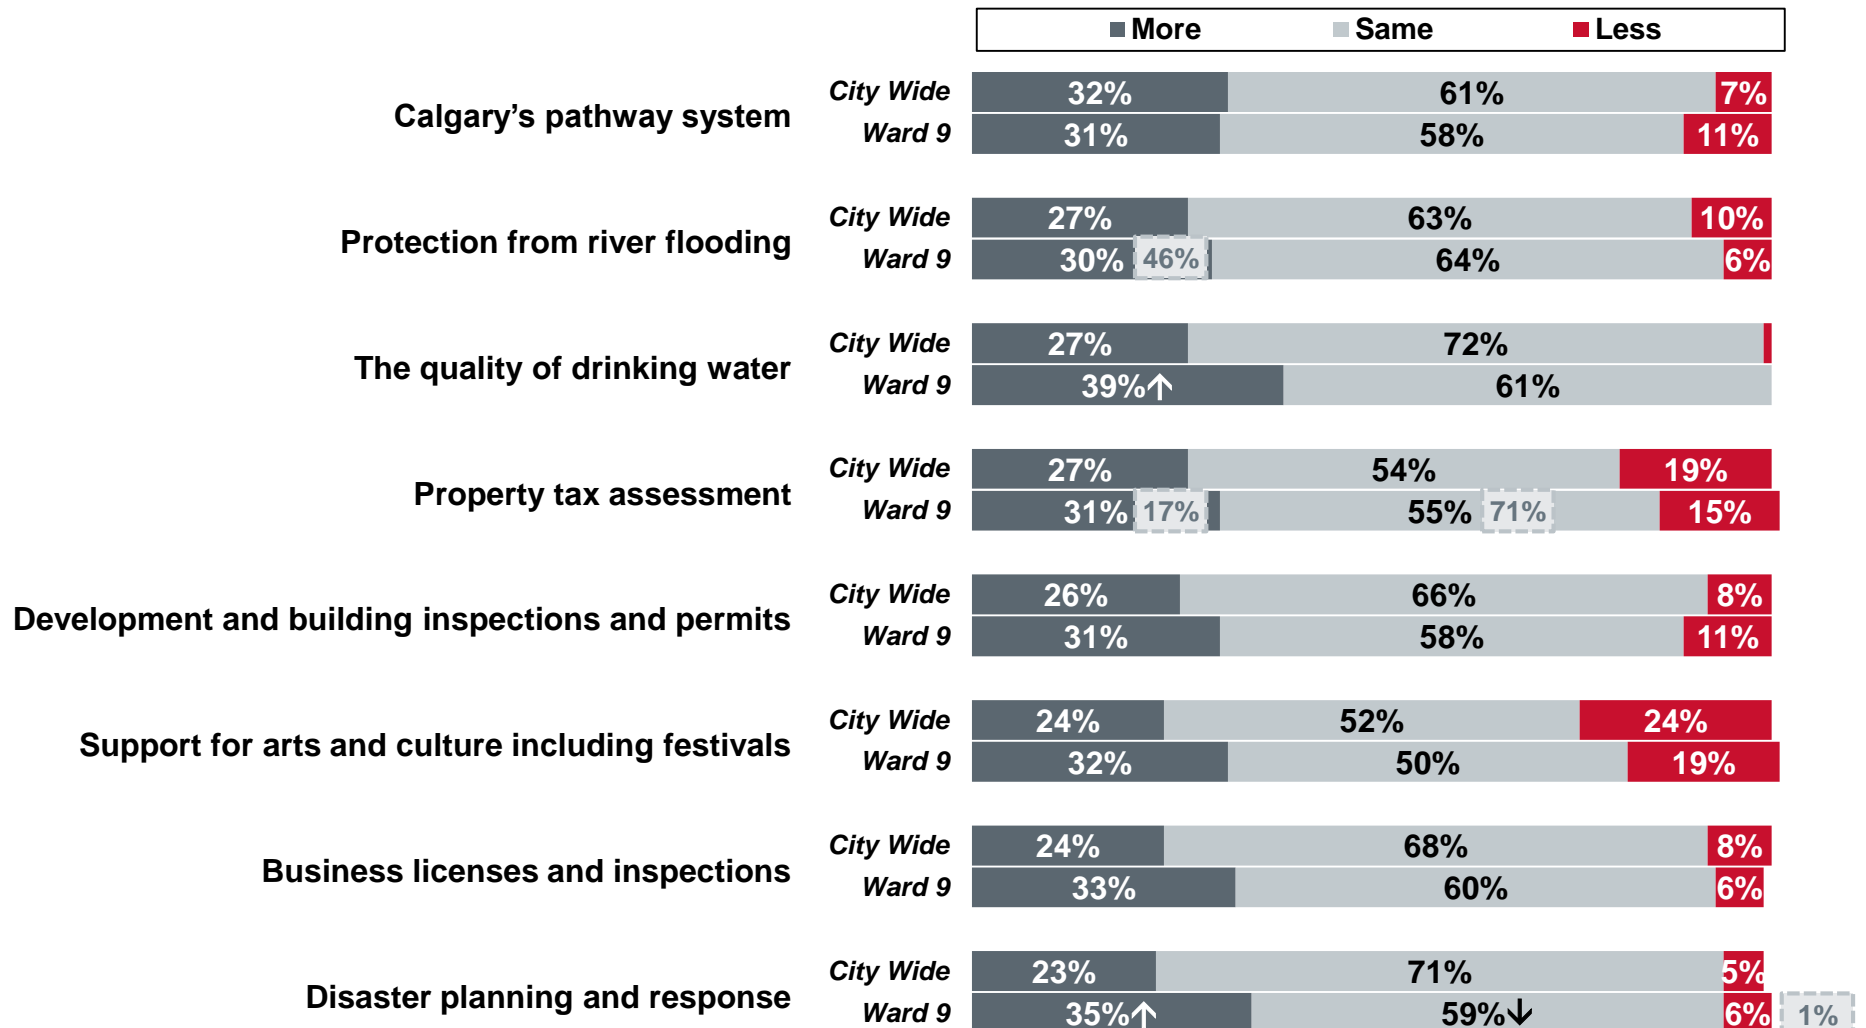 More Same Less
City Wide 32% 61% 7%
Calgary's pathway system
Ward 9 31% 58% 11%
City Wide 27% 63% 10%
Protection from river flooding
Ward 9 30% 46% 64% 6%
City Wide 27% 72%
The quality of drinking water
Ward 9 39%↑ 61%
City Wide 27% 54% 19%
Property tax assessment
Ward 9 31% 17% 55% 71% 15%
City Wide 26% 66% 8%
Development and building inspections and permits
Ward 9 31% 58% 11%
City Wide 24% 52% 24%
Support for arts and culture including festivals
Ward 9 32% 50% 19%
City Wide 24% 68% 8%
Business licenses and inspections
Ward 9 33% 60% 6%
City Wide 23% 71% 5%
Disaster planning and response
Ward 9 35%↑ 59%↓ 6% 1%